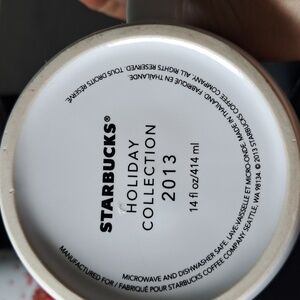 STARBUCKS®
HOLIDAY
COLLECTION
2013
14 fl oz/414 ml
MICROWAVE AND DISHWASHER SAFE. LAVE-VAISSELLE ET MICRO-ONDE. MADE IN THAILAND. FABRIQUÉ EN THAÏLANDE.
MANUFACTURED FOR / FABRIQUÉ POUR STARBUCKS COFFEE COMPANY SEATTLE, WA 98134 © 2013 STARBUCKS COFFEE COMPANY. ALL RIGHTS RESERVED. TOUS DROITS RÉSERVÉ.